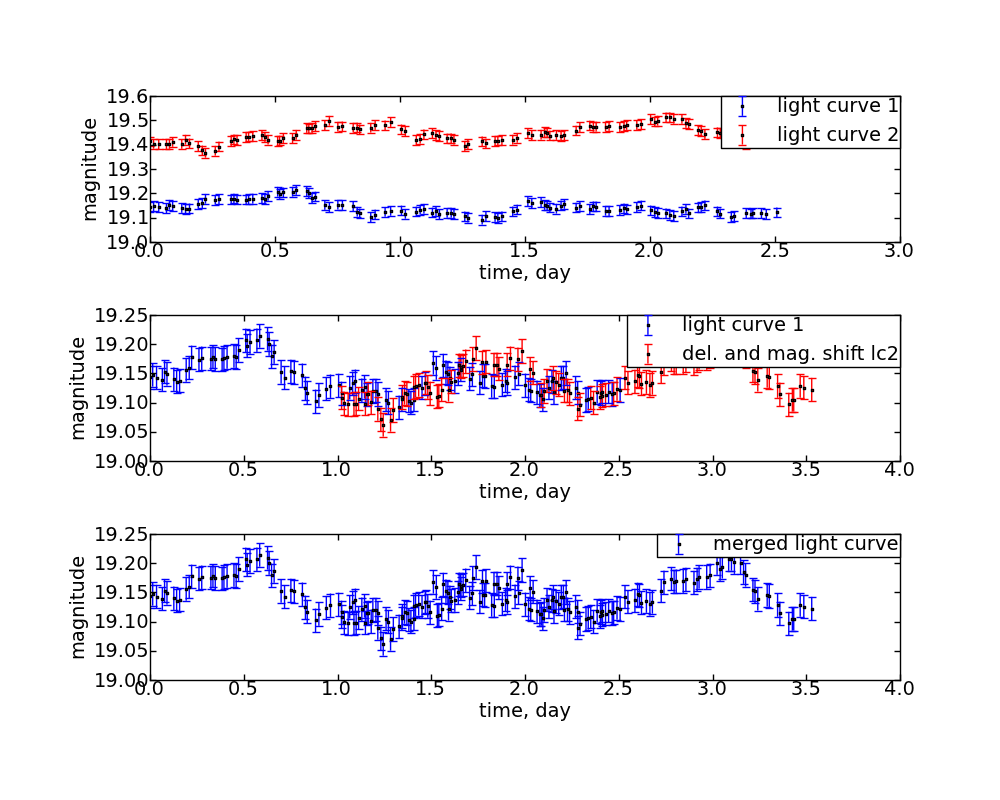 19.6
light curve 1
19.5
light curve 2
19.4
19.3
19.2
19.1
19.0
magnitude
0.0 0.5 1.0 1.5 2.0 2.5 3.0
time, day
19.25
light curve 1
19.20
del. and mag. shift lc2
19.15
19.10
19.05
19.00
magnitude
0.0 0.5 1.0 1.5 2.0 2.5 3.0 3.5 4.0
time, day
19.25
merged light curve
19.20
19.15
19.10
19.05
19.00
magnitude
0.0 0.5 1.0 1.5 2.0 2.5 3.0 3.5 4.0
time, day